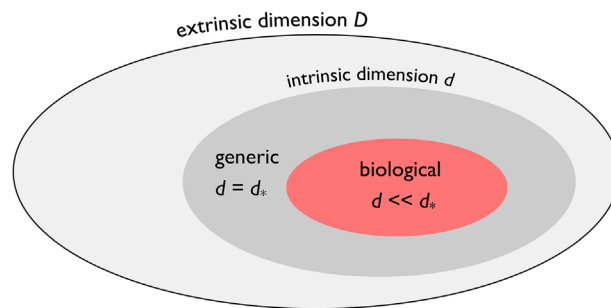 extrinsic dimension D
intrinsic dimension d
generic
d = d*
biological
d << d*